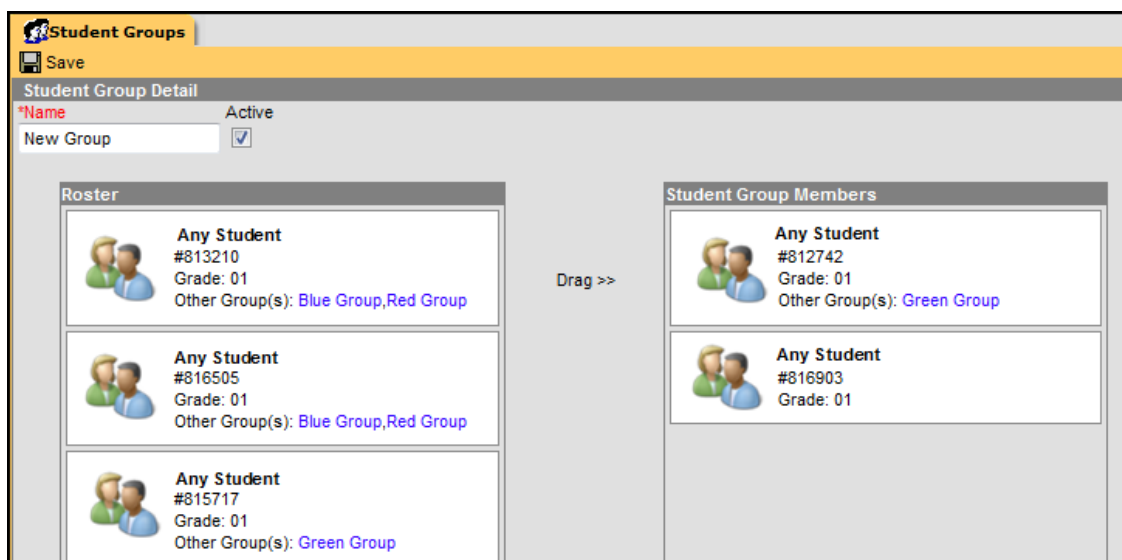 Student Groups
Save
Student Group Detail
*Name Active
New Group
Roster
Any Student
#813210
Grade: 01
Other Group(s): Blue Group,Red Group
Any Student
#816505
Grade: 01
Other Group(s): Blue Group,Red Group
Any Student
#815717
Grade: 01
Other Group(s): Green Group
Drag >>
Student Group Members
Any Student
#812742
Grade: 01
Other Group(s): Green Group
Any Student
#816903
Grade: 01